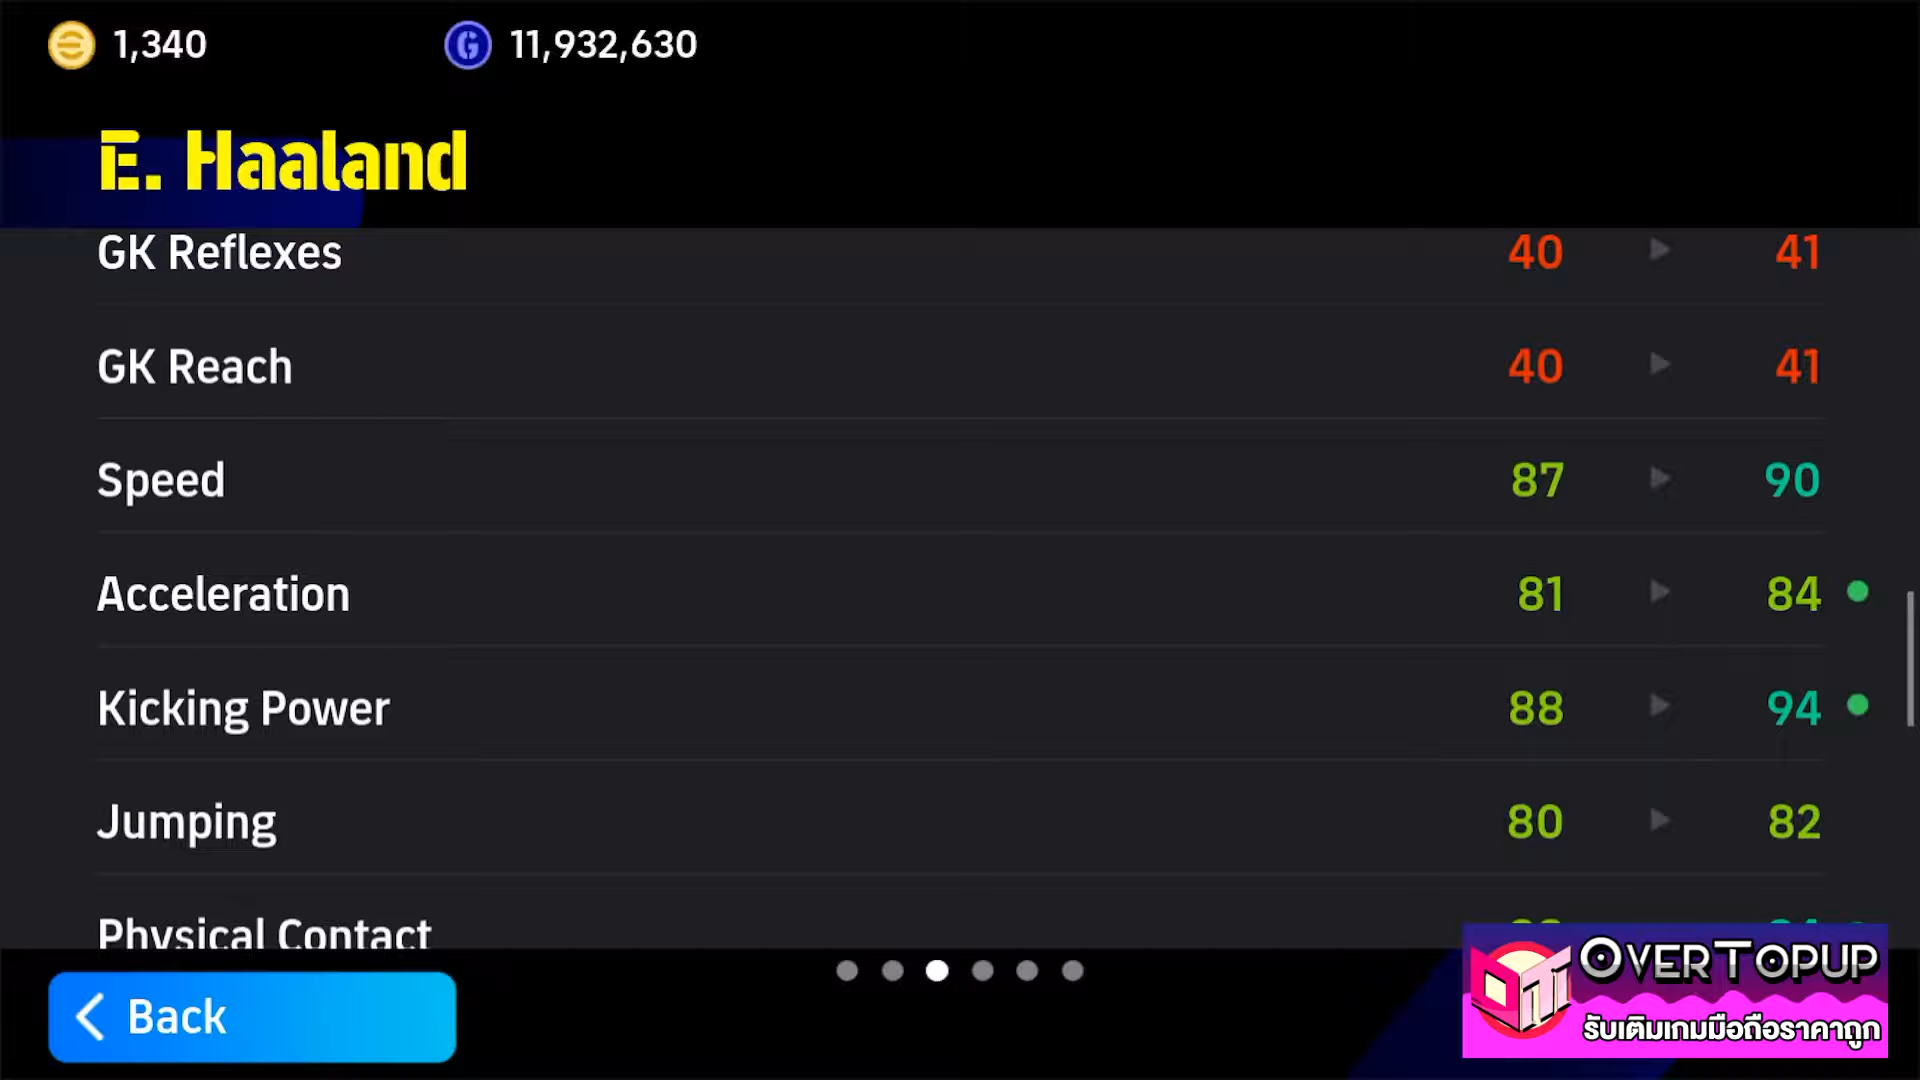 1,340
11,932,630
E. Haaland
GK Reflexes 40 41
GK Reach 40 41
Speed 87 90
Acceleration 81 84
Kicking Power 88 94
Jumping 80 82
Physical Contact
Back
OVERTOPUP
รับเติมเกมมือถือราคาถูก